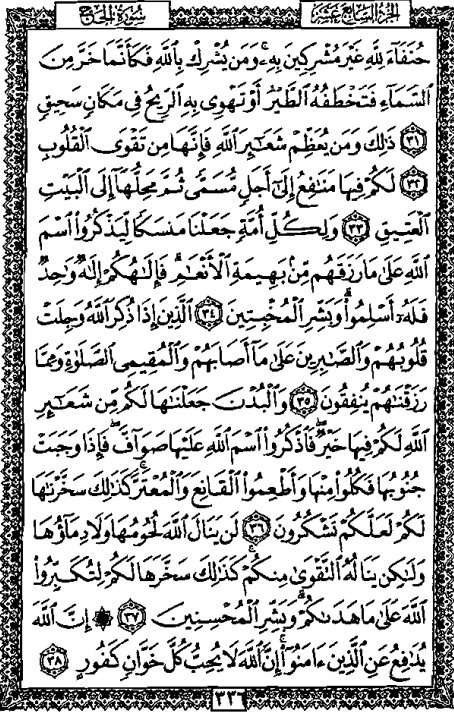 الجزء السابع عشر سورة الحج
حُنَفَآءَ لِلَّهِ غَيْرَ مُشْرِكِينَ بِهِۦۚ وَمَن يُشْرِكْ بِٱللَّهِ فَكَأَنَّمَا خَرَّ مِنَ
ٱلسَّمَآءِ فَتَخْطَفُهُ ٱلطَّيْرُ أَوْ تَهْوِى بِهِ ٱلرِّيحُ فِى مَكَانٍ سَحِيقٍ
٣١ ذَٰلِكَ وَمَن يُعَظِّمْ شَعَٰٓئِرَ ٱللَّهِ فَإِنَّهَا مِن تَقْوَى ٱلْقُلُوبِ
٣٢ لَكُمْ فِيهَا مَنَٰفِعُ إِلَىٰٓ أَجَلٍ مُّسَمًّى ثُمَّ مَحِلُّهَآ إِلَى ٱلْبَيْتِ
ٱلْعَتِيقِ ٣٣ وَلِكُلِّ أُمَّةٍ جَعَلْنَا مَنسَكًا لِّيَذْكُرُوا۟ ٱسْمَ
ٱللَّهِ عَلَىٰ مَا رَزَقَهُم مِّنۢ بَهِيمَةِ ٱلْأَنْعَٰمِۗ فَإِلَٰهُكُمْ إِلَٰهٌ وَٰحِدٌ
فَلَهُۥٓ أَسْلِمُوا۟ۗ وَبَشِّرِ ٱلْمُخْبِتِينَ ٣٤ ٱلَّذِينَ إِذَا ذُكِرَ ٱللَّهُ وَجِلَتْ
قُلُوبُهُمْ وَٱلصَّٰبِرِينَ عَلَىٰ مَآ أَصَابَهُمْ وَٱلْمُقِيمِى ٱلصَّلَوٰةِ وَمِمَّا
رَزَقْنَٰهُمْ يُنفِقُونَ ٣٥ وَٱلْبُدْنَ جَعَلْنَٰهَا لَكُم مِّن شَعَٰٓئِرِ
ٱللَّهِ لَكُمْ فِيهَا خَيْرٌۖ فَٱذْكُرُوا۟ ٱسْمَ ٱللَّهِ عَلَيْهَا صَوَآفَّۖ فَإِذَا وَجَبَتْ
جُنُوبُهَا فَكُلُوا۟ مِنْهَا وَأَطْعِمُوا۟ ٱلْقَانِعَ وَٱلْمُعْتَرَّۚ كَذَٰلِكَ سَخَّرْنَٰهَا
لَكُمْ لَعَلَّكُمْ تَشْكُرُونَ ٣٦ لَن يَنَالَ ٱللَّهَ لُحُومُهَا وَلَا دِمَآؤُهَا
وَلَٰكِن يَنَالُهُ ٱلتَّقْوَىٰ مِنكُمْۚ كَذَٰلِكَ سَخَّرَهَا لَكُمْ لِتُكَبِّرُوا۟
ٱللَّهَ عَلَىٰ مَا هَدَىٰكُمْۗ وَبَشِّرِ ٱلْمُحْسِنِينَ ٣٧ ۞ إِنَّ ٱللَّهَ
يُدَٰفِعُ عَنِ ٱلَّذِينَ ءَامَنُوٓا۟ۗ إِنَّ ٱللَّهَ لَا يُحِبُّ كُلَّ خَوَّانٍ كَفُورٍ ٣٨
٣٣٦